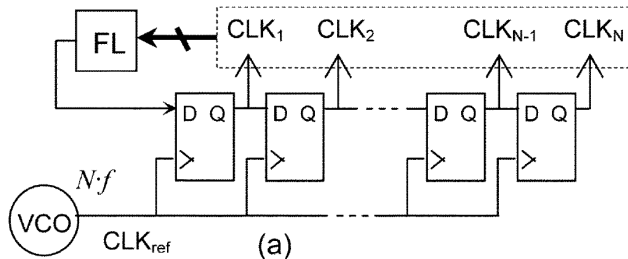 FL
CLK1 CLK2 CLKN-1 CLKN
D Q D Q D Q D Q
N·f
VCO
CLKref
(a)